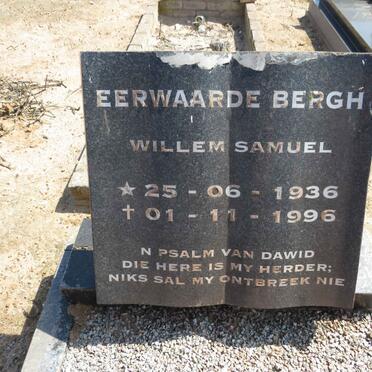 EERWAARDE BERGH
WILLEM SAMUEL
☆ 25 - 06 - 1936
✝ 01 - 11 - 1996
N PSALM VAN DAWID
DIE HERE IS MY HERDER;
NIKS SAL MY ONTBREEK NIE